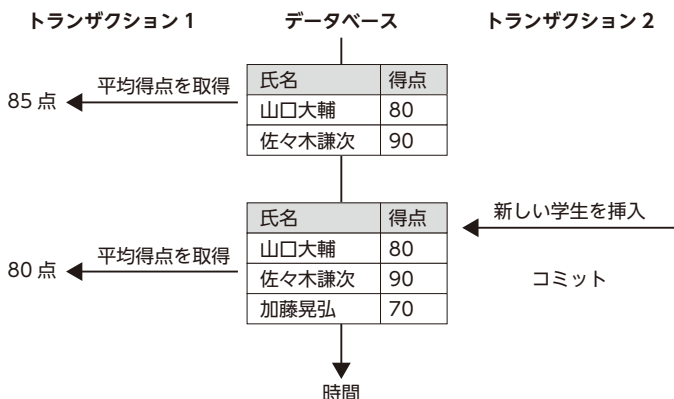 トランザクション 1
データベース
トランザクション 2
平均得点を取得
85 点
氏名 得点
山口大輔 80
佐々木謙次 90
新しい学生を挿入
氏名 得点
山口大輔 80
佐々木謙次 90
加藤晃弘 70
平均得点を取得
80 点
コミット
時間